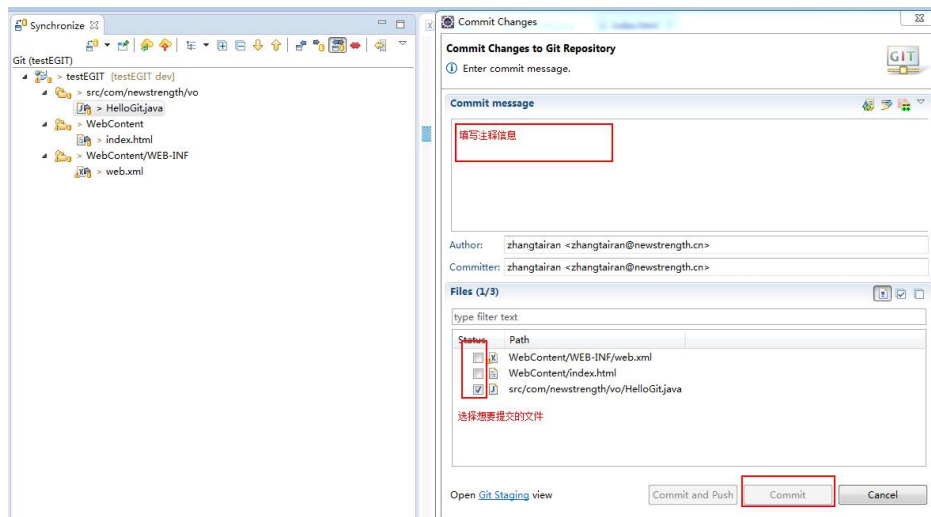 Synchronize
Git (testEGIT)
> testEGIT [testEGIT dev]
> src/com/newstrength/vo
> HelloGit.java
> WebContent
> index.html
> WebContent/WEB-INF
> web.xml
Commit Changes
Commit Changes to Git Repository
Enter commit message.
GIT
Commit message
填写注释信息
Author: zhangtairan <zhangtairan@newstrength.cn>
Committer: zhangtairan <zhangtairan@newstrength.cn>
Files (1/3)
type filter text
Status Path
WebContent/WEB-INF/web.xml
WebContent/index.html
src/com/newstrength/vo/HelloGit.java
选择想要提交的文件
Open Git Staging view
Commit and Push
Commit
Cancel